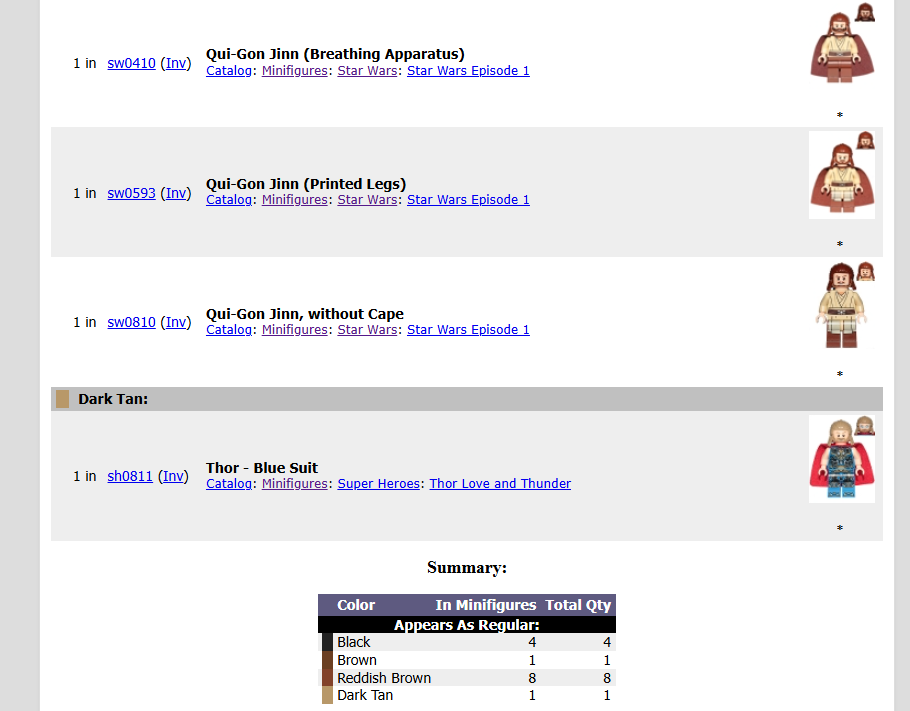 1 in sw0410 (Inv) Qui-Gon Jinn (Breathing Apparatus)
Catalog: Minifigures: Star Wars: Star Wars Episode 1
*
1 in sw0593 (Inv) Qui-Gon Jinn (Printed Legs)
Catalog: Minifigures: Star Wars: Star Wars Episode 1
*
1 in sw0810 (Inv) Qui-Gon Jinn, without Cape
Catalog: Minifigures: Star Wars: Star Wars Episode 1
*
Dark Tan:
1 in sh0811 (Inv) Thor - Blue Suit
Catalog: Minifigures: Super Heroes: Thor Love and Thunder
*
Summary:
Color In Minifigures Total Qty
Appears As Regular:
Black 4 4
Brown 1 1
Reddish Brown 8 8
Dark Tan 1 1